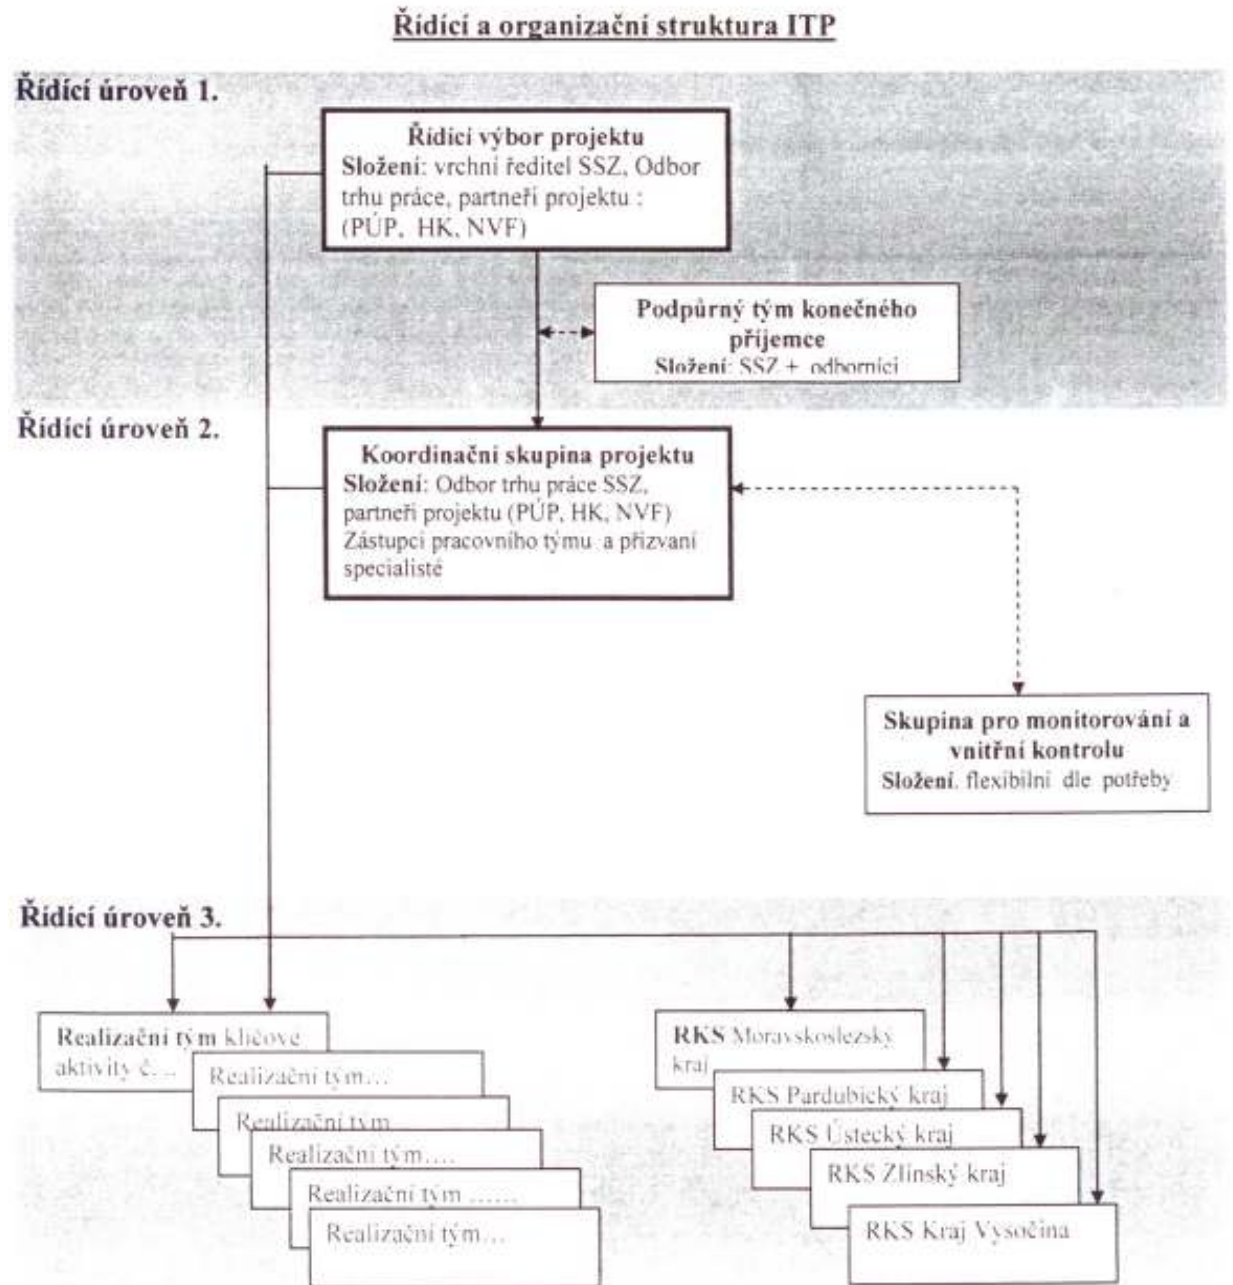 Řídící a organizační struktura ITP
Řídící úroveň 1.
Řídící výbor projektu
Složení: vrchní ředitel SSZ, Odbor
trhu práce, partneři projektu :
(PÚP, HK, NVF)
Podpůrný tým konečného
příjemce
Složení: SSZ + odborníci
Řídící úroveň 2.
Koordinační skupina projektu
Složení: Odbor trhu práce SSZ,
partneři projektu (PÚP, HK, NVF)
Zástupci pracovního týmu a přizvaní
specialisté
Skupina pro monitorování a
vnitřní kontrolu
Složení. flexibilní dle potřeby
Řídící úroveň 3.
Realizační tým klíčové
aktivity č. ..
Realizační tým…
Realizační tým
Realizační tým….
Realizační tým ……
Realizační tým…
RKS Moravskoslezský
kraj
RKS Pardubický kraj
RKS Ústecký kraj
RKS Zlínský kraj
RKS Kraj Vysočina